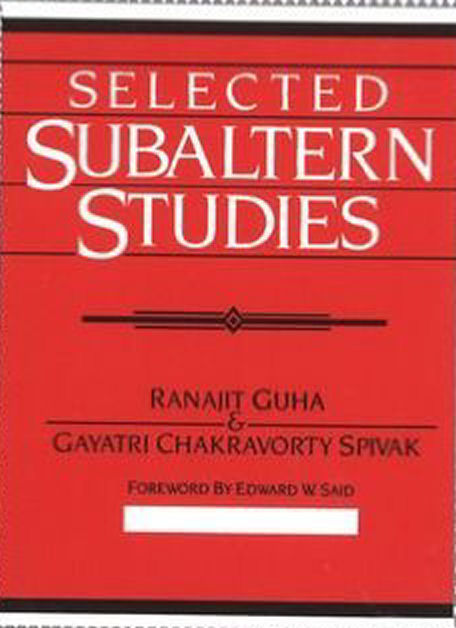 SELECTED
SUBALTERN
STUDIES
RANAJIT GUHA
&
GAYATRI CHAKRAVORTY SPIVAK
FOREWORD BY EDWARD W. SAID